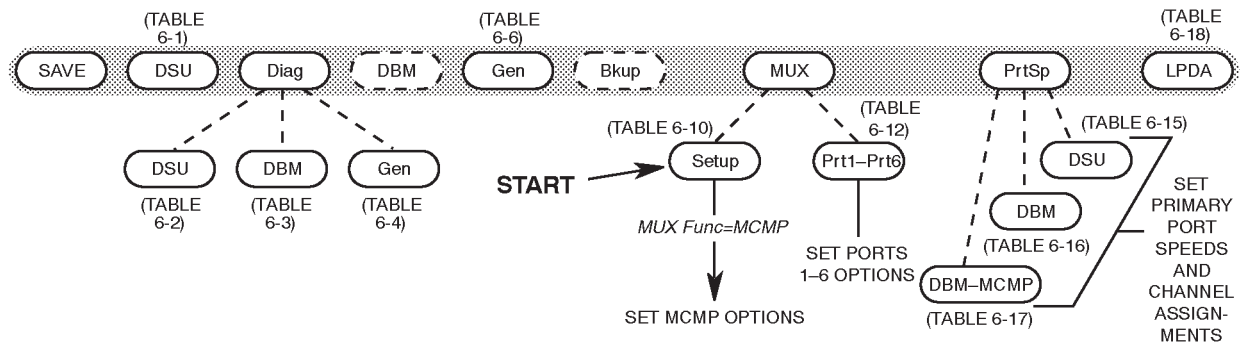 (TABLE
6-1)
(TABLE
6-6)
(TABLE
6-18)
SAVE
DSU
Diag
DBM
Gen
Bkup
MUX
PrtSp
LPDA
(TABLE 6-10)
(TABLE
6-12)
(TABLE 6-15)
DSU
DBM
Gen
START
Setup
Prt1–Prt6
DSU
(TABLE
6-2)
(TABLE
6-3)
(TABLE
6-4)
MUX Func=MCMP
SET PORTS
1–6 OPTIONS
DBM
(TABLE 6-16)
DBM–MCMP
(TABLE 6-17)
SET MCMP OPTIONS
SET
PRIMARY
PORT
SPEEDS
AND
CHANNEL
ASSIGN-
MENTS